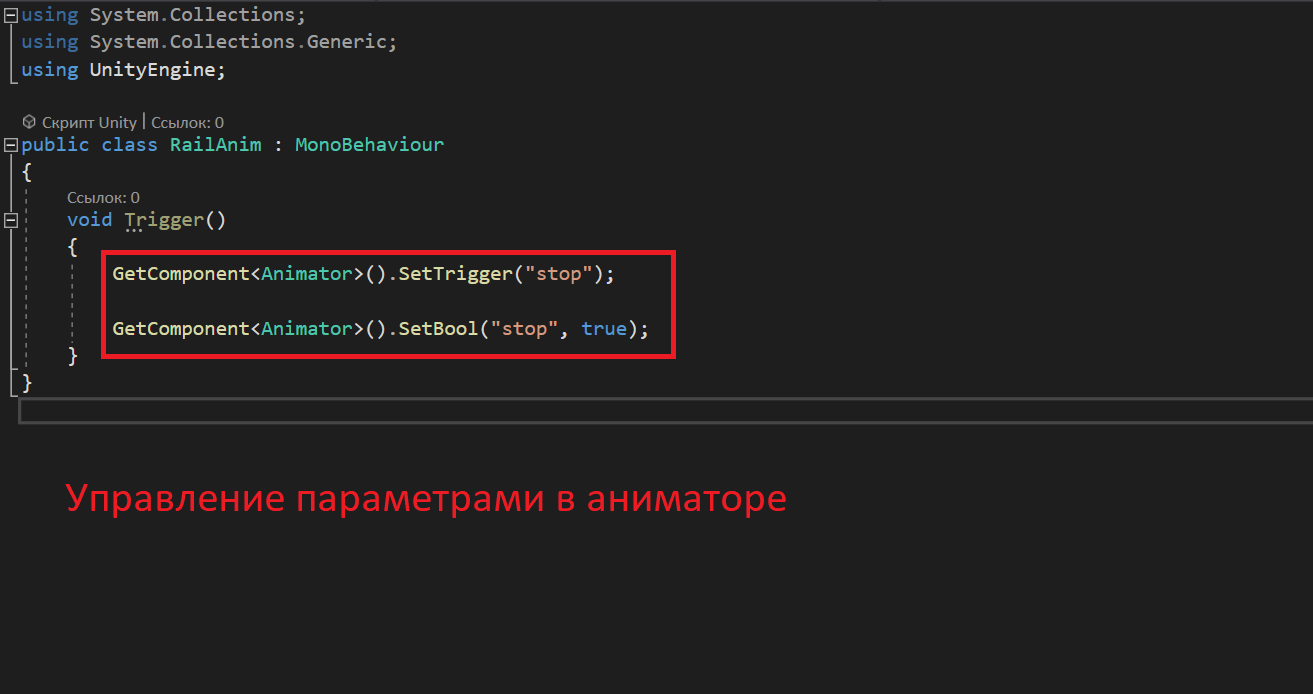 using System.Collections;
using System.Collections.Generic;
using UnityEngine;
Скрипт Unity | Ссылок: 0
public class RailAnim : MonoBehaviour
{
Ссылок: 0
void Trigger()
{
GetComponent<Animator>().SetTrigger("stop");
GetComponent<Animator>().SetBool("stop", true);
}
}
Управление параметрами в аниматоре